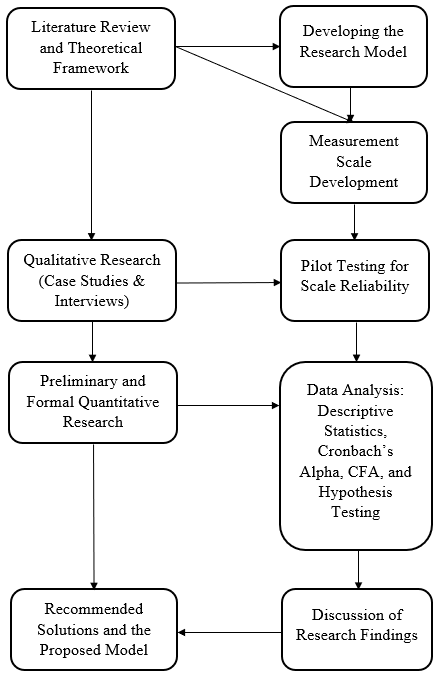 Literature Review
and Theoretical
Framework
Developing the
Research Model
Measurement
Scale
Development
Qualitative Research
(Case Studies &
Interviews)
Pilot Testing for
Scale Reliability
Preliminary and
Formal Quantitative
Research
Data Analysis:
Descriptive
Statistics,
Cronbach’s
Alpha, CFA, and
Hypothesis
Testing
Recommended
Solutions and the
Proposed Model
Discussion of
Research Findings